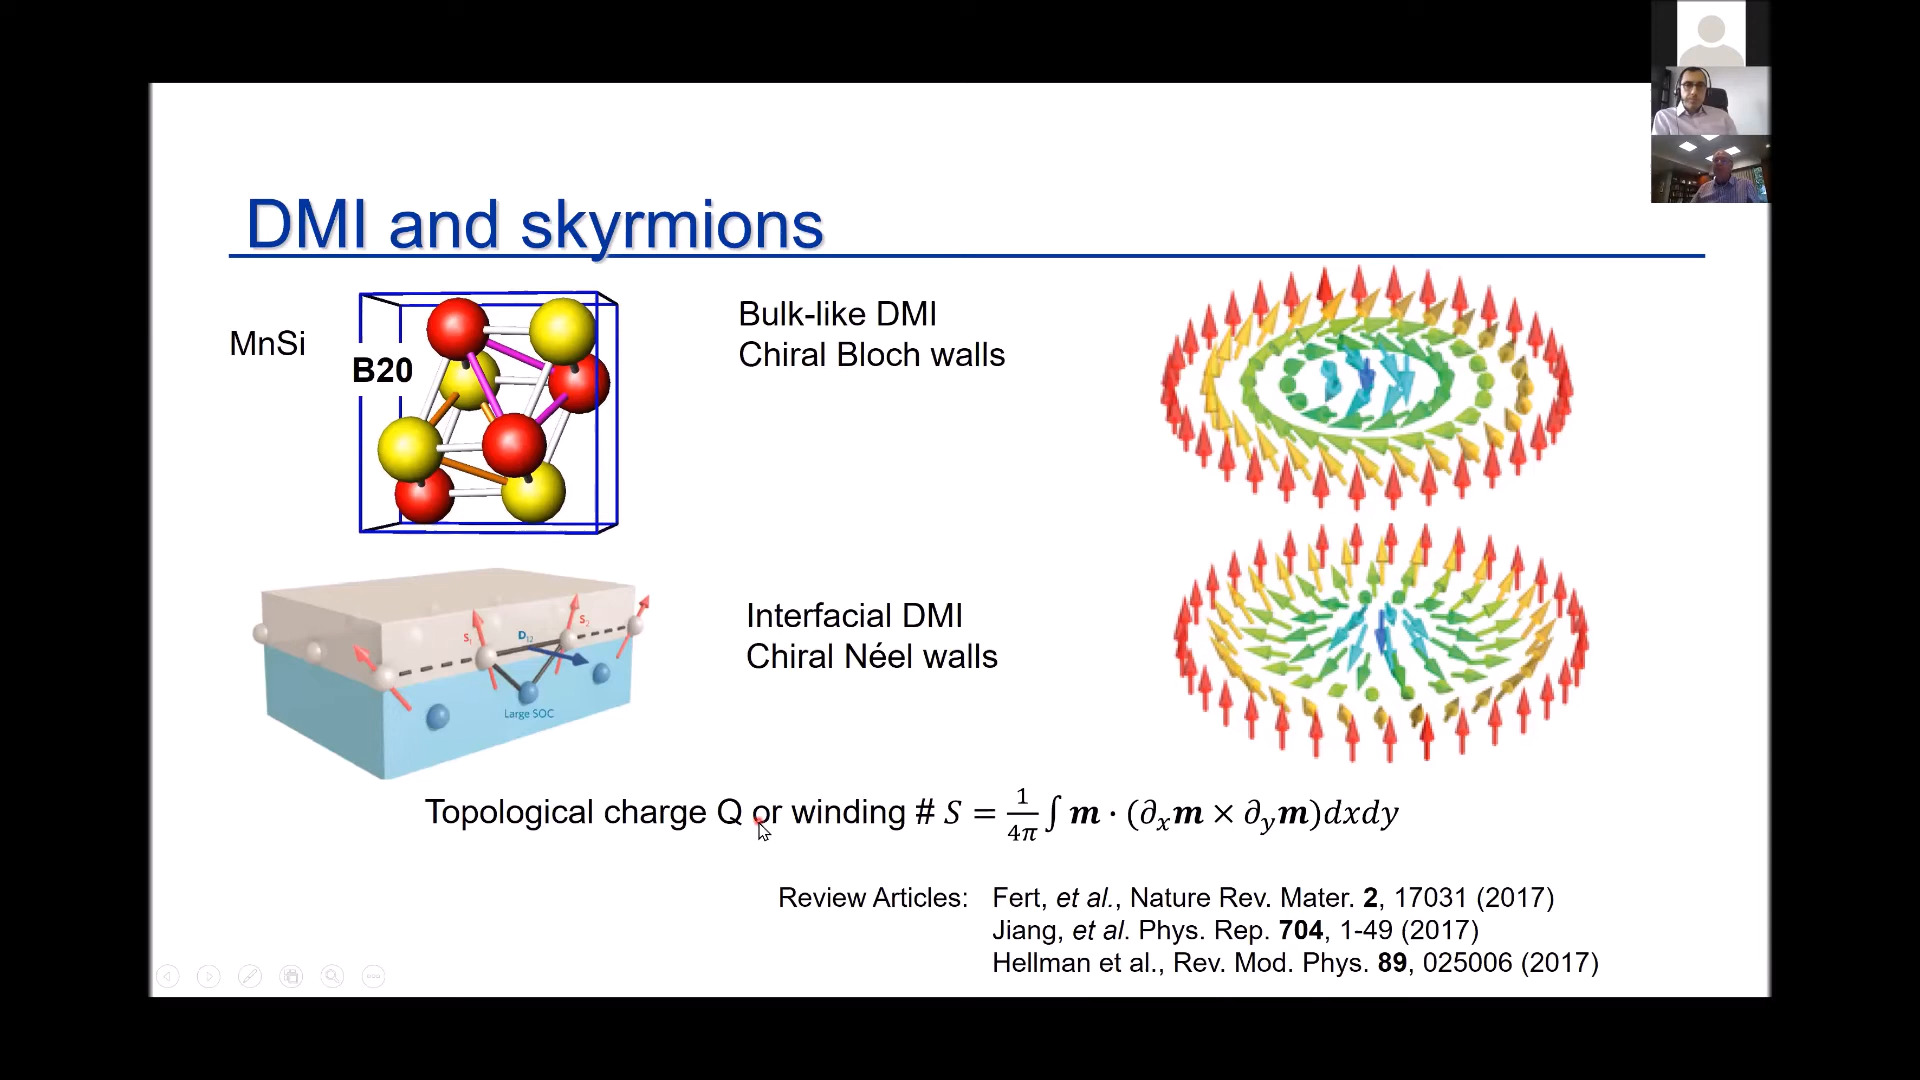 DMI and skyrmions
MnSi
B20
Bulk-like DMI
Chiral Bloch walls
S₁
D₁₂
S₂
Large SOC
Interfacial DMI
Chiral Néel walls
Topological charge Q or winding # S = 1/4π ∫ m · (∂ₓm × ∂ᵧm)dxdy
Review Articles: Fert, et al., Nature Rev. Mater. 2, 17031 (2017)
Jiang, et al. Phys. Rep. 704, 1-49 (2017)
Hellman et al., Rev. Mod. Phys. 89, 025006 (2017)